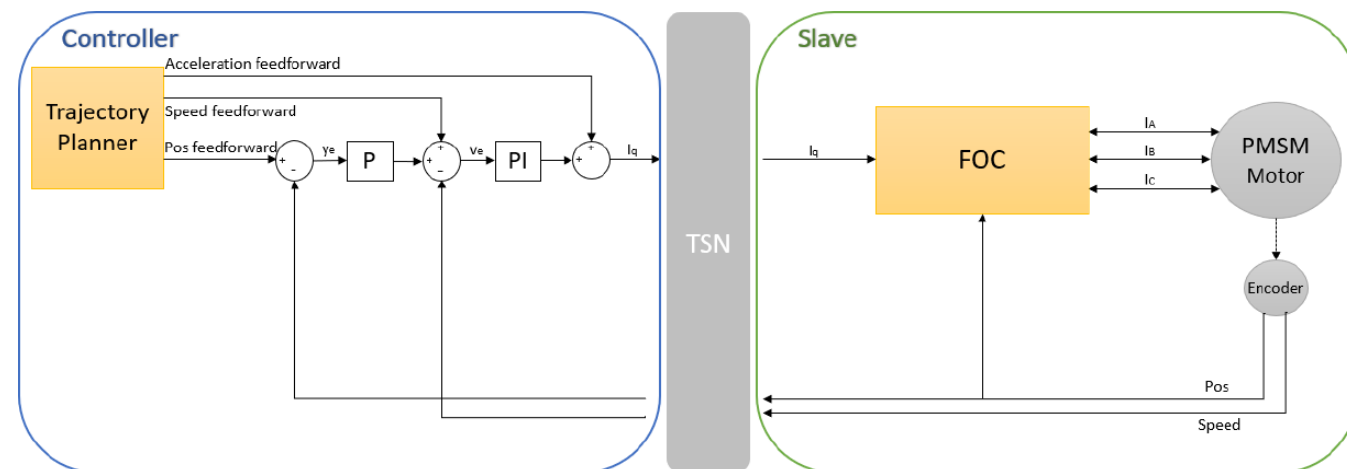 Controller
Slave
Acceleration feedforward
Trajectory
Planner
Speed feedforward
Pos feedforward
+
-
ye
P
+
+
-
ve
PI
+
+
Iq
TSN
Iq
FOC
IA
IB
IC
PMSM
Motor
Encoder
Pos
Speed